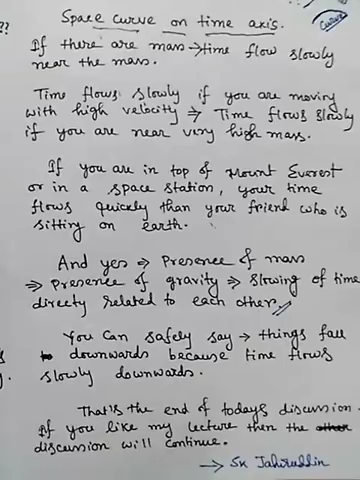 ??
Space curve on time axis.
Curve
If there are mass → time flow slowly
near the mass.
Time flows slowly if you are moving
with high velocity ⇒ Time flows slowly
if you are near very high mass.
If you are in top of Mount Everest
or in a space station, your time
flows quickely than your friend who is
sitting on earth.
And yes ⇒ Presence of mass
⇒ Presence of gravity ⇒ slowing of time
directy related to each other.
You can safely say → things fall
downwards because time flows
slowly downwards.
That's the end of todays discussion.
If you like my lecture then the
discussion will continue.
→ Sk Jahiruddin